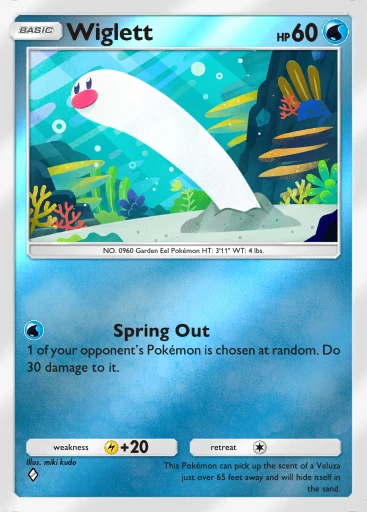 BASIC Wiglett HP 60
NO. 0960 Garden Eel Pokémon HT: 3'11" WT: 4 lbs.
Spring Out
1 of your opponent's Pokémon is chosen at random. Do
30 damage to it.
weakness +20 retreat
Illus. miki kudo
This Pokémon can pick up the scent of a Veluza
just over 65 feet away and will hide itself in
the sand.